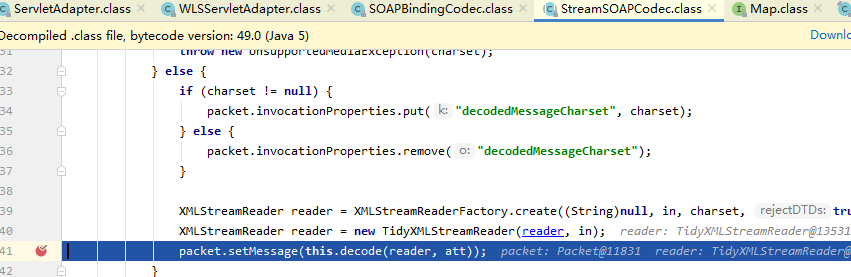 ServletAdapter.class WLSServletAdapter.class SOAPBindingCodec.class StreamSOAPCodec.class Map.class
Decompiled .class file, bytecode version: 49.0 (Java 5) Downlo
31 throw new UnsupportedMediaException(charset);
32 } else {
33 if (charset != null) {
34 packet.invocationProperties.put( k: "decodedMessageCharset", charset);
35 } else {
36 packet.invocationProperties.remove( o: "decodedMessageCharset");
37 }
38
39 XMLStreamReader reader = XMLStreamReaderFactory.create((String)null, in, charset, rejectDTDs: tru
40 XMLStreamReader reader = new TidyXMLStreamReader(reader, in); reader: TidyXMLStreamReader@13531
41 packet.setMessage(this.decode(reader, att)); packet: Packet@11831 reader: TidyXMLStreamReader@
42 }